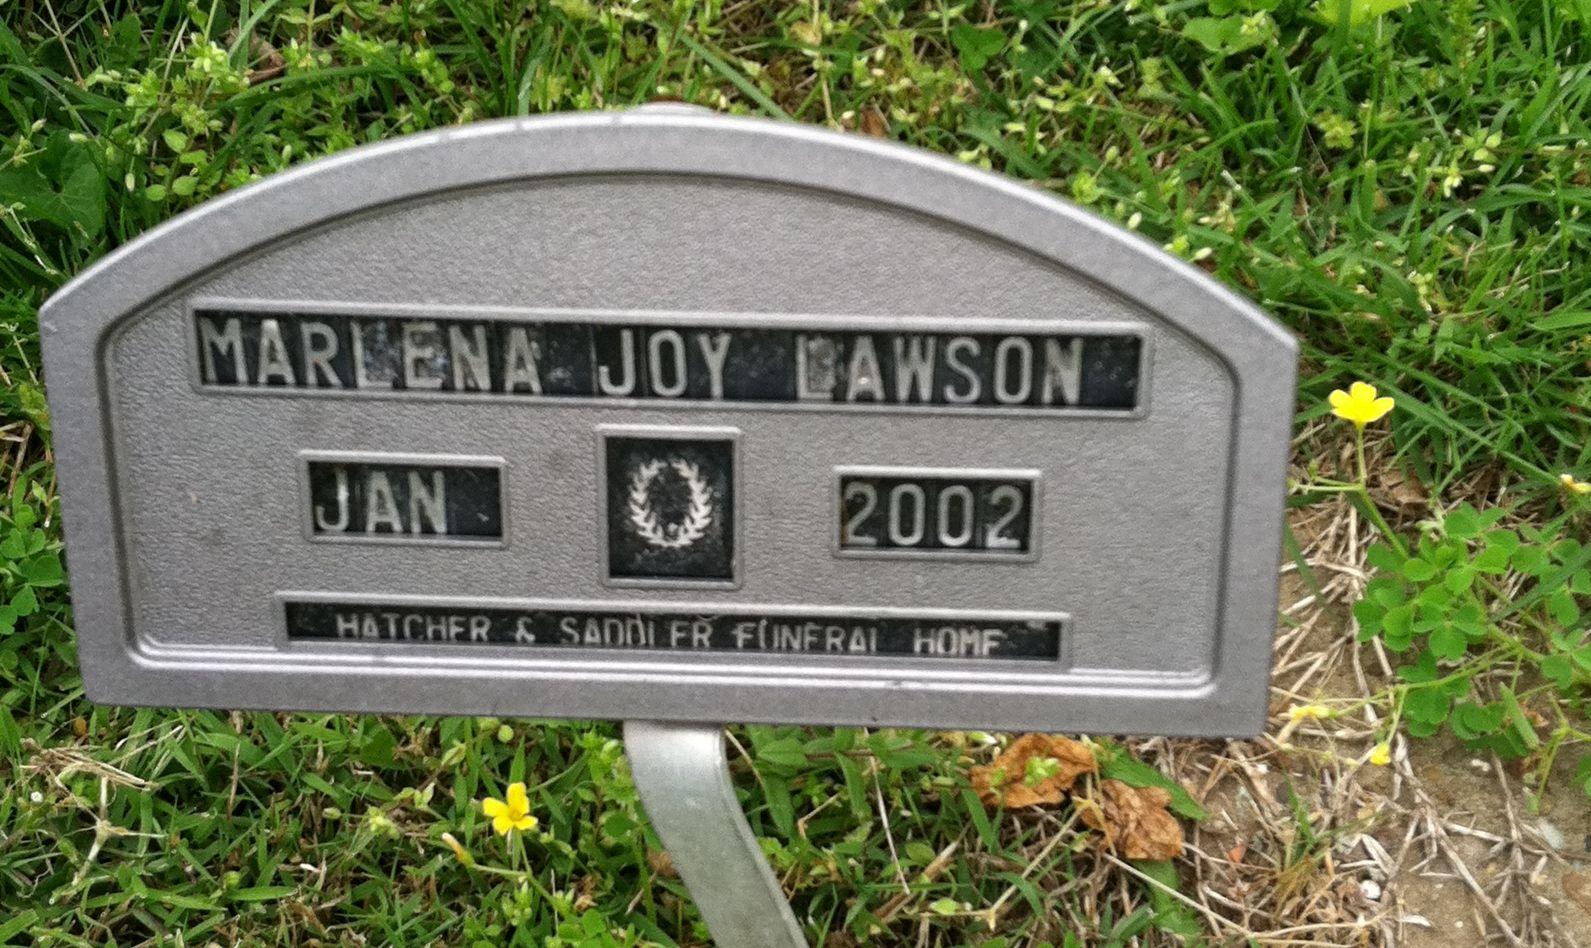 MARLENA JOY LAWSON
JAN 2002
HATCHER & SADDLER FUNERAL HOME